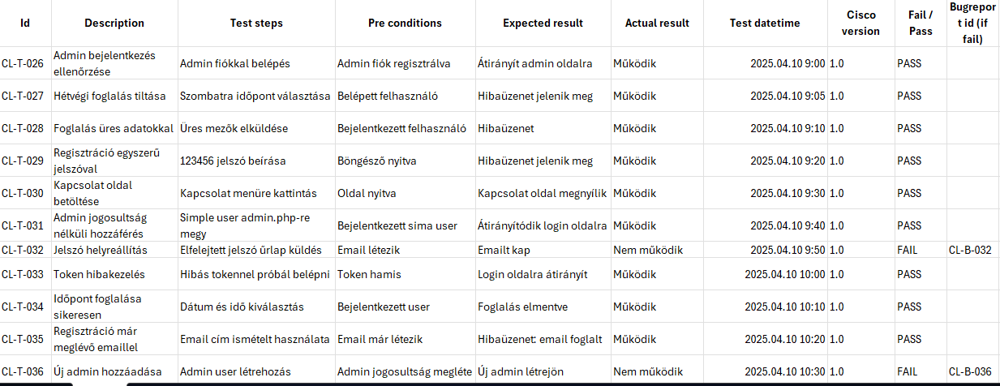 Id Description Test steps Pre conditions Expected result Actual result Test datetime Cisco version Fail / Pass Bugreport id (if fail)
CL-T-026 Admin bejelentkezés ellenőrzése Admin fiókkal belépés Admin fiók regisztrálva Átirányít admin oldalra Működik 2025.04.10 9:00 1.0 PASS
CL-T-027 Hétvégi foglalás tiltása Szombatra időpont választása Belépett felhasználó Hibaüzenet jelenik meg Működik 2025.04.10 9:05 1.0 PASS
CL-T-028 Foglalás üres adatokkal Üres mezők elküldése Bejelentkezett felhasználó Hibaüzenet Működik 2025.04.10 9:10 1.0 PASS
CL-T-029 Regisztráció egyszerű jelszóval 123456 jelszó beírása Böngésző nyitva Hibaüzenet jelenik meg Működik 2025.04.10 9:20 1.0 PASS
CL-T-030 Kapcsolat oldal betöltése Kapcsolat menüre kattintás Oldal nyitva Kapcsolat oldal megnyílik Működik 2025.04.10 9:30 1.0 PASS
CL-T-031 Admin jogosultság nélküli hozzáférés Simple user admin.php-re megy Bejelentkezett sima user Átirányítódik login oldalra Működik 2025.04.10 9:40 1.0 PASS
CL-T-032 Jelszó helyreállítás Elfelejtett jelszó űrlap küldés Email létezik Emailt kap Nem működik 2025.04.10 9:50 1.0 FAIL CL-B-032
CL-T-033 Token hibakezelés Hibás tokennel próbál belépni Token hamis Login oldalra átirányít Működik 2025.04.10 10:00 1.0 PASS
CL-T-034 Időpont foglalása sikeresen Dátum és idő kiválasztás Bejelentkezett user Foglalás elmentve Működik 2025.04.10 10:10 1.0 PASS
CL-T-035 Regisztráció már meglévő emaillel Email cím ismételt használata Email már létezik Hibaüzenet: email foglalt Működik 2025.04.10 10:20 1.0 PASS
CL-T-036 Új admin hozzáadása Admin user létrehozás Admin jogosultság megléte Új admin létrejön Nem működik 2025.04.10 10:30 1.0 FAIL CL-B-036